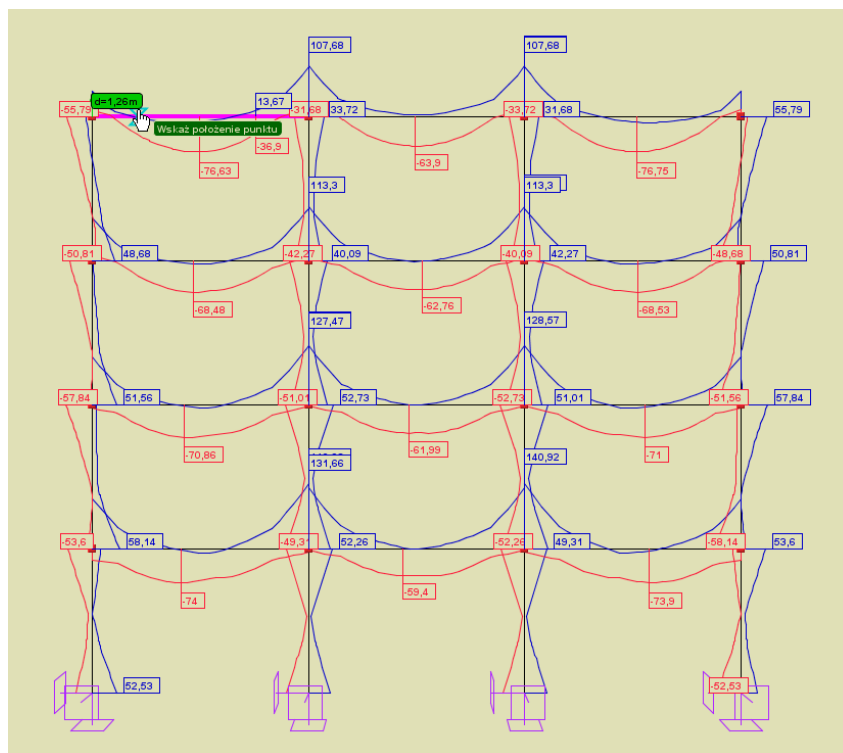 107,68 107,68
d=1,26m
-55,79 13,67 -31,68 33,72 -33,72 31,68 55,79
Wskaż położenie punktu
-36,9
-76,63 -63,9 -76,75
113,3 113,3
-50,81 48,68 -42,27 40,09 -40,09 42,27 -48,68 50,81
-68,48 -62,76 -68,53
127,47 128,57
-57,84 51,56 -51,01 52,73 -52,73 51,01 -51,56 57,84
-70,86 -61,99 -71
131,66 140,92
-53,6 58,14 -49,31 52,26 -52,26 49,31 -58,14 53,6
-74 -59,4 -73,9
52,53 -52,53